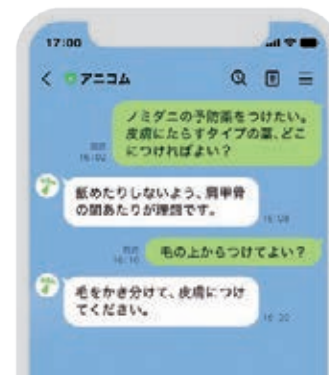 17:00
アニコム
ノミダニの予防薬をつけたい。
皮膚にたらすタイプの薬、どこ
につければよい？
既読
16:02
舐めたりしないよう、肩甲骨
の間あたりが理想です。
16:08
既読
16:10
毛の上からつけてよい？
毛をかき分けて、皮膚につけ
てください。
16:20